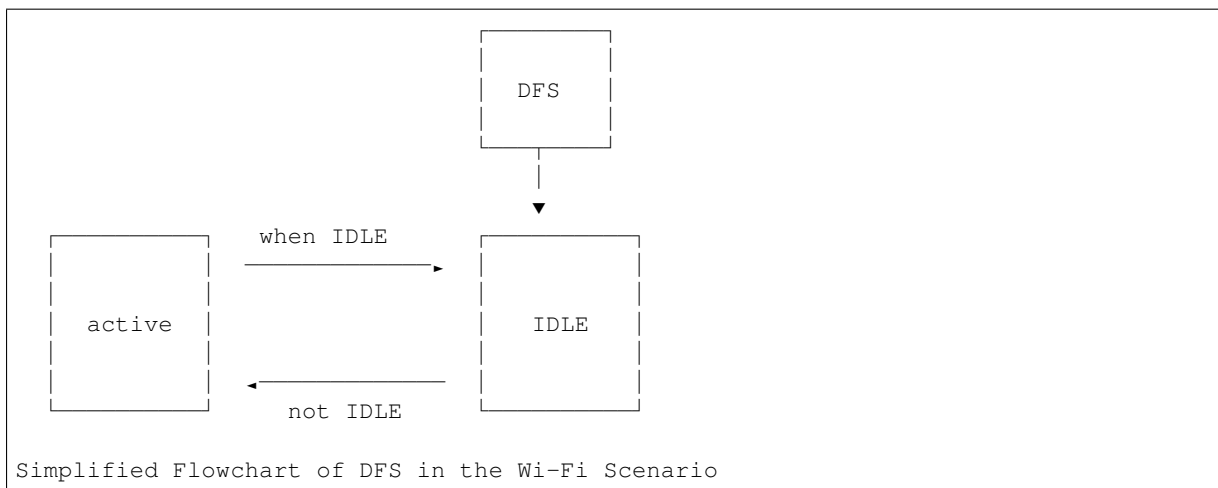 DFS
when IDLE
active
IDLE
not IDLE
Simplified Flowchart of DFS in the Wi-Fi Scenario